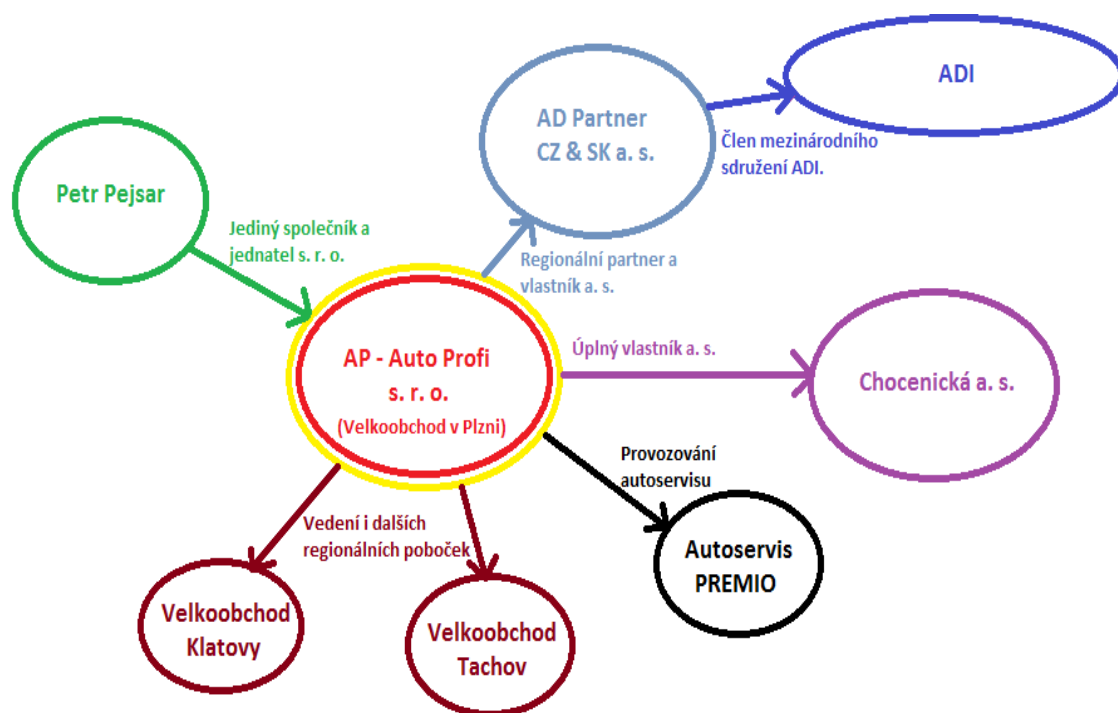 ADI
AD Partner
CZ & SK a. s.
Člen mezinárodního
sdružení ADI.
Petr Pejsar
Jediný společník a
jednatel s. r. o.
Regionální partner a
vlastník a. s.
AP - Auto Profi
s. r. o.
(Velkoobchod v Plzni)
Úplný vlastník a. s.
Chocenická a. s.
Provozování
autoservisu
Autoservis
PREMIO
Vedení i dalších
regionálních poboček
Velkoobchod
Klatovy
Velkoobchod
Tachov